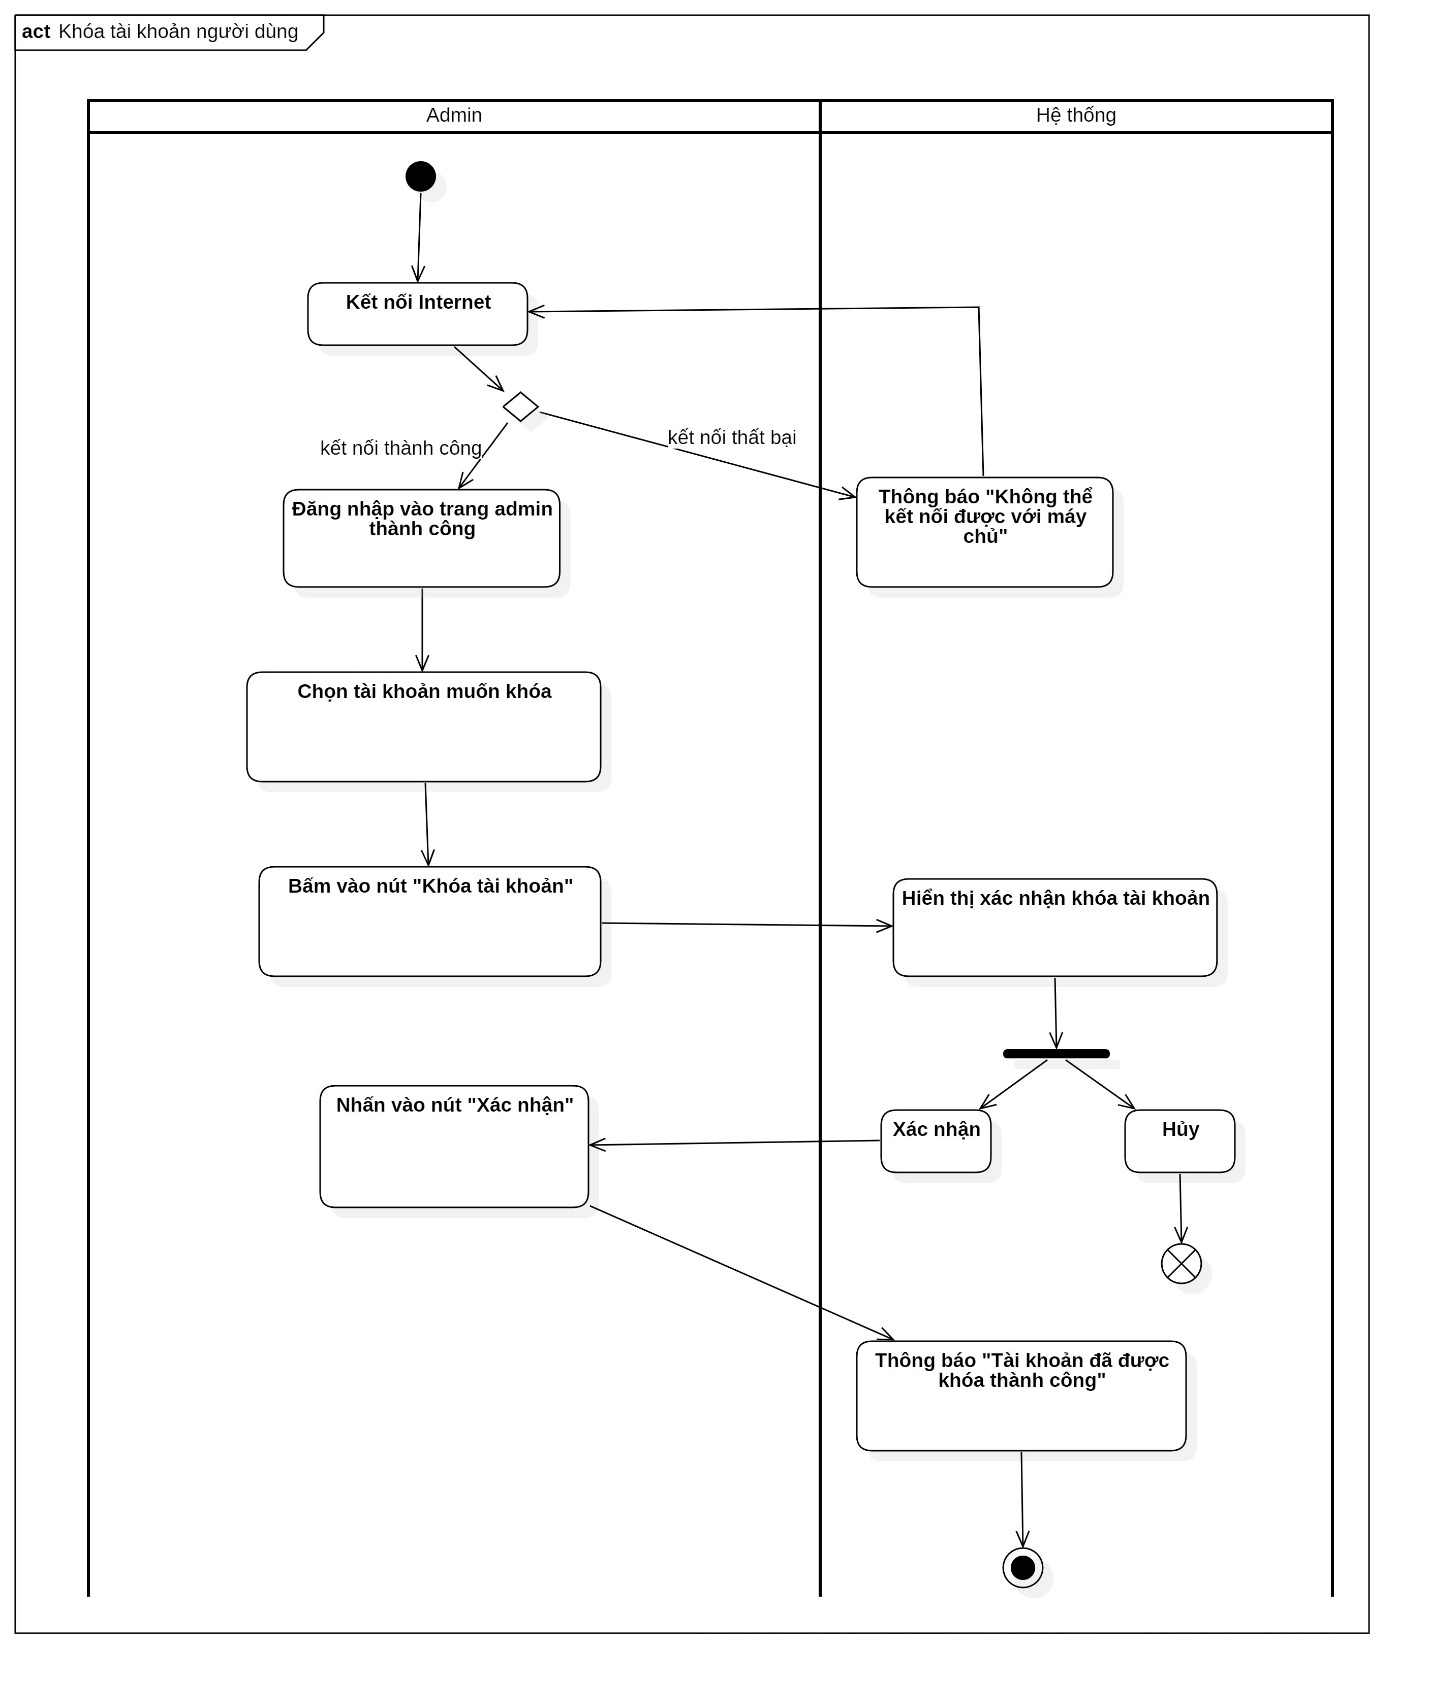 act Khóa tài khoản người dùng
Admin
Hệ thống
Kết nối Internet
kết nối thành công
kết nối thất bại
Đăng nhập vào trang admin
thành công
Thông báo "Không thể
kết nối được với máy
chủ"
Chọn tài khoản muốn khóa
Bấm vào nút "Khóa tài khoản"
Hiển thị xác nhận khóa tài khoản
Nhấn vào nút "Xác nhận"
Xác nhận
Hủy
Thông báo "Tài khoản đã được
khóa thành công"